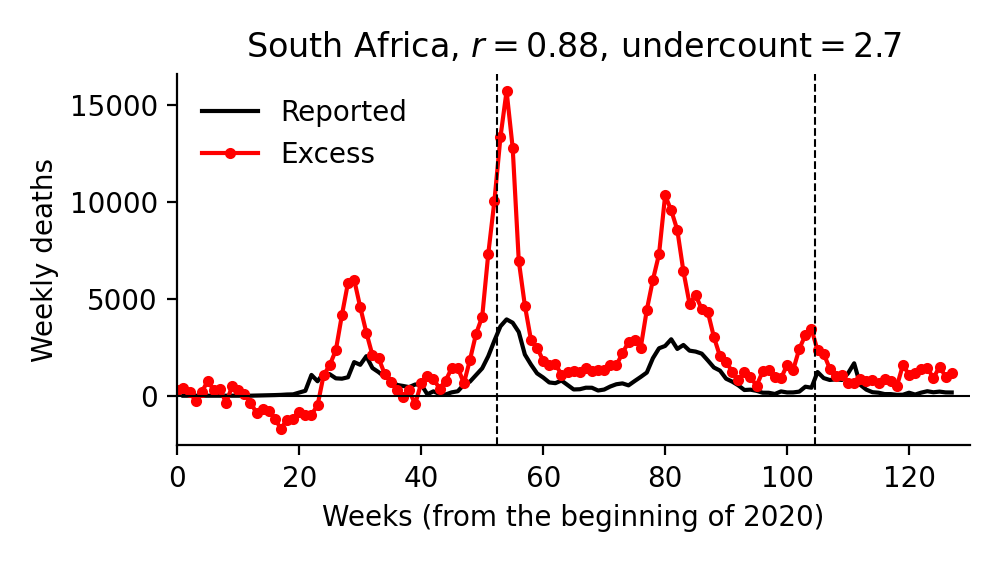 South Africa, r = 0.88, undercount = 2.7
Reported
Excess
Weekly deaths
15000
10000
5000
0
0 20 40 60 80 100 120
Weeks (from the beginning of 2020)